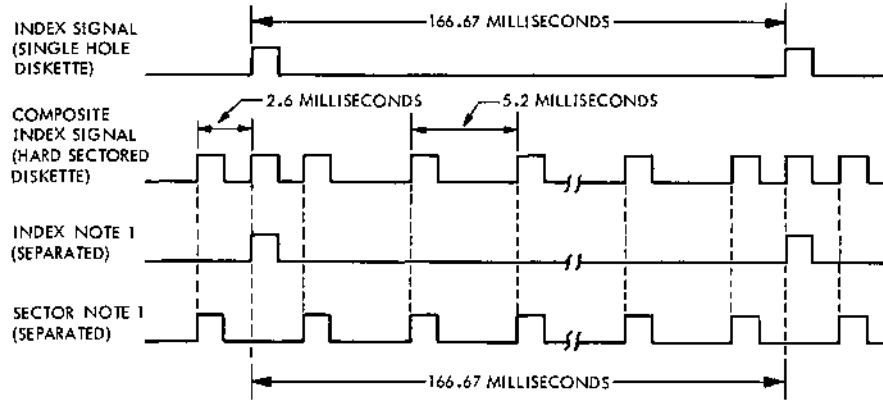 166.67 MILLISECONDS
INDEX SIGNAL
(SINGLE HOLE
DISKETTE)
2.6 MILLISECONDS
5.2 MILLISECONDS
COMPOSITE
INDEX SIGNAL
(HARD SECTORED
DISKETTE)
INDEX NOTE 1
(SEPARATED)
SECTOR NOTE 1
(SEPARATED)
166.67 MILLISECONDS